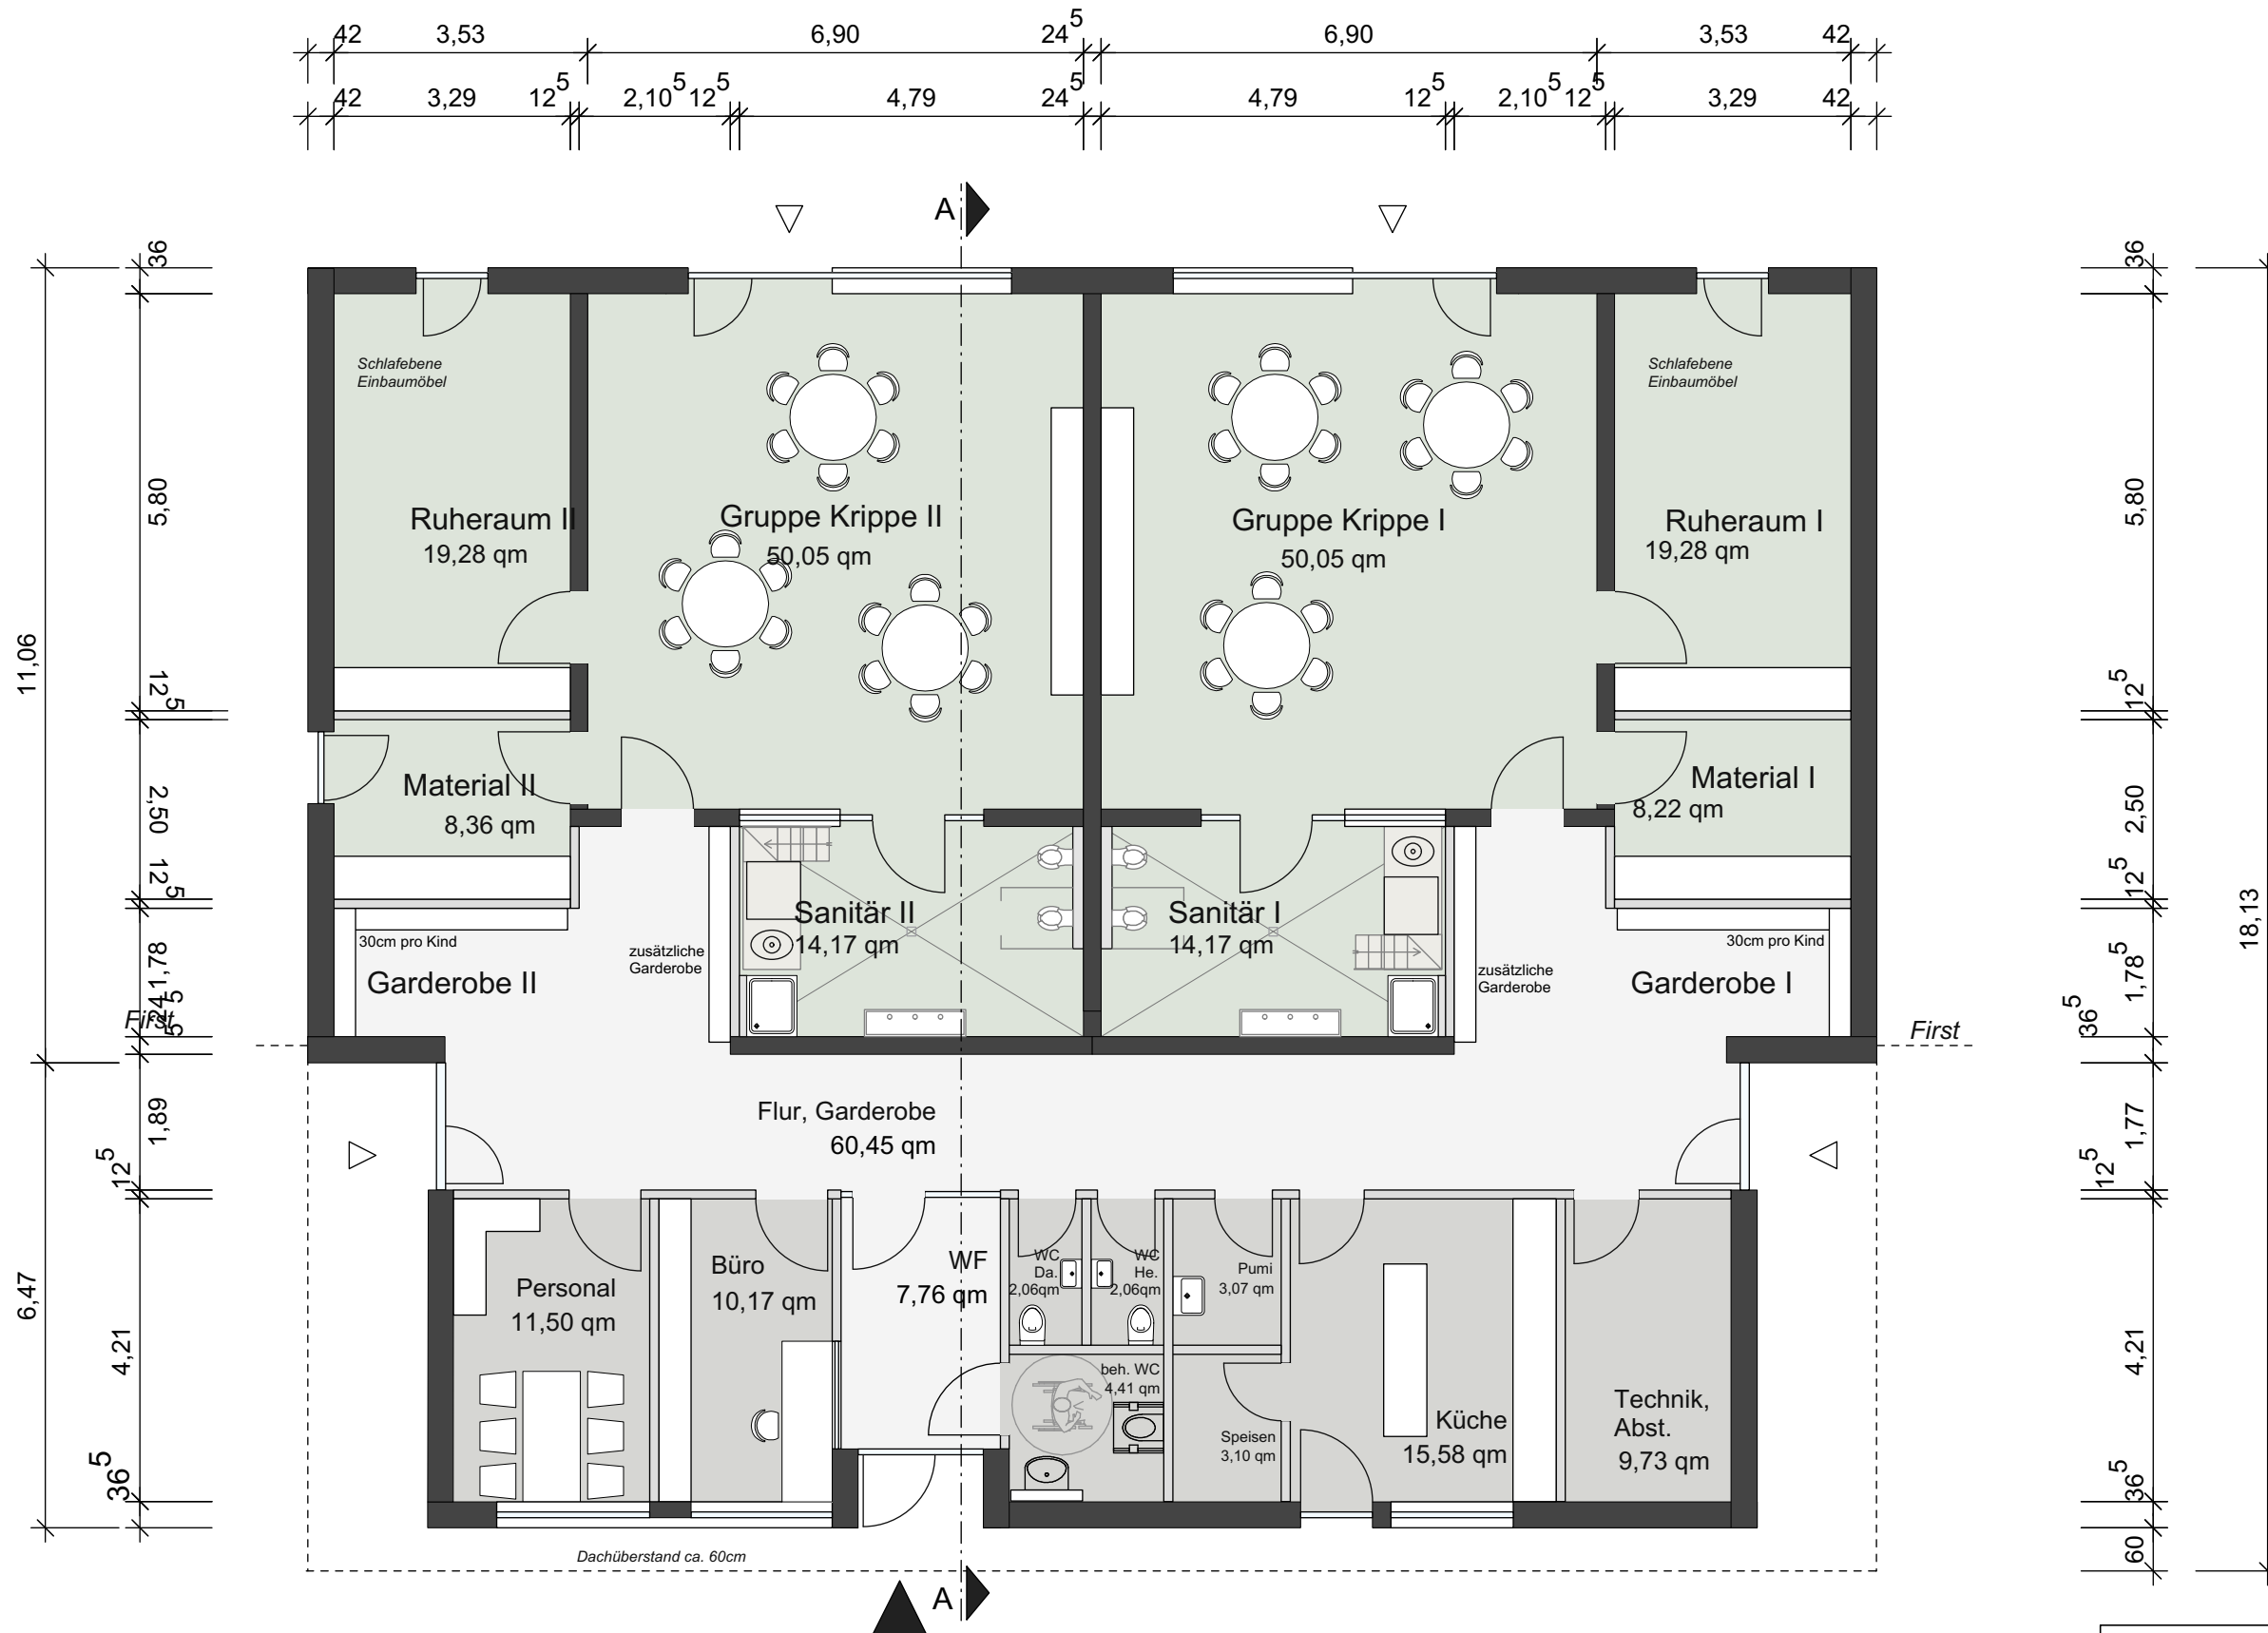 42 3,53 6,90 24⁵ 6,90 3,53 42
42 3,29 12⁵ 2,10⁵ 12⁵ 4,79 24⁵ 4,79 12⁵ 2,10⁵ 12⁵ 3,29 42
A
36
5,80
12⁵
2,50
12⁵
1,78⁵
24⁵
1,89
12⁵
4,21
36⁵
11,06
6,47
First
Schlafebene
Einbaumöbel
Ruheraum II
19,28 qm
Gruppe Krippe II
50,05 qm
Gruppe Krippe I
50,05 qm
Schlafebene
Einbaumöbel
Ruheraum I
19,28 qm
Material II
8,36 qm
Material I
8,22 qm
30cm pro Kind
Garderobe II
zusätzliche
Garderobe
Sanitär II
14,17 qm
Sanitär I
14,17 qm
zusätzliche
Garderobe
30cm pro Kind
Garderobe I
First
Flur, Garderobe
60,45 qm
Personal
11,50 qm
Büro
10,17 qm
WF
7,76 qm
WC
Da.
2,06qm
WC
He.
2,06qm
Pumi
3,07 qm
beh. WC
4,41 qm
Speisen
3,10 qm
Küche
15,58 qm
Technik,
Abst.
9,73 qm
Dachüberstand ca. 60cm
A
36
5,80
12⁵
2,50
12⁵
1,78⁵
36⁵
1,77
12⁵
4,21
36⁵
60
18,13